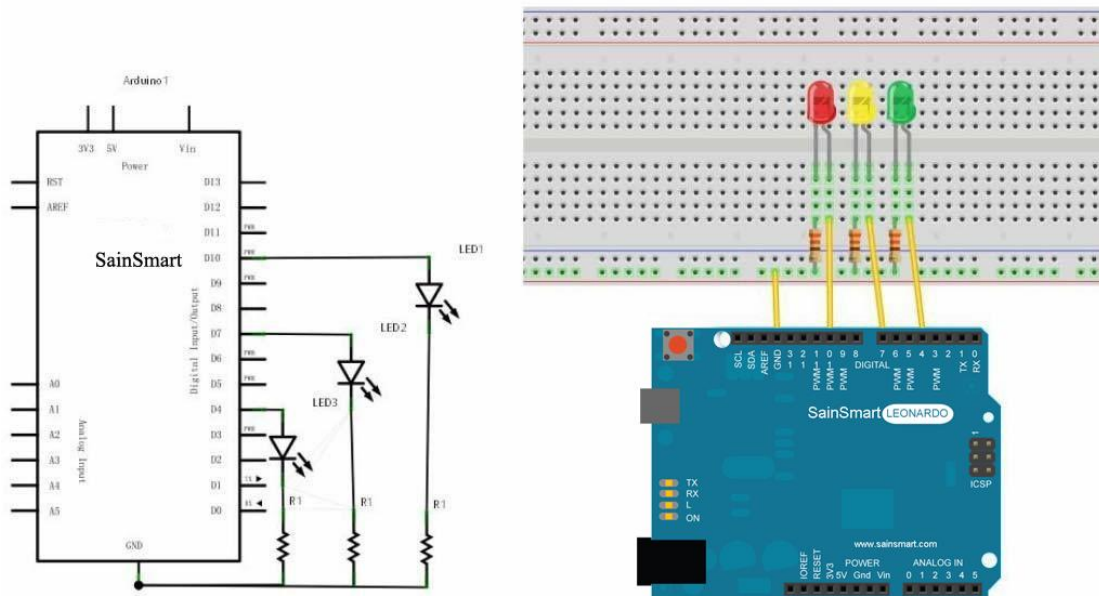 Arduino1
3V3
5V
Vin
Power
RST
AREF
SainSmart
D13
D12
D11
PWM
D10
PWM
D9
PWM
D8
D7
D6
PWM
D5
PWM
D4
D3
PWM
D2
D1
TX
D0
RX
Digital Input/Output
A0
A1
A2
A3
A4
A5
Analog Input
GND
LED1
LED2
LED3
R1
R1
R1
SCL
SDA
AREF
GND
13
12
PWM 11
PWM 10
PWM 9
8
DIGITAL
7
PWM 6
PWM 5
4
PWM 3
2
TX 1
RX 0
SainSmart LEONARDO
1
ICSP
TX
RX
L
ON
www.sainsmart.com
POWER
ANALOG IN
IOREF
RESET
3V3
5V
Gnd
Vin
0
1
2
3
4
5